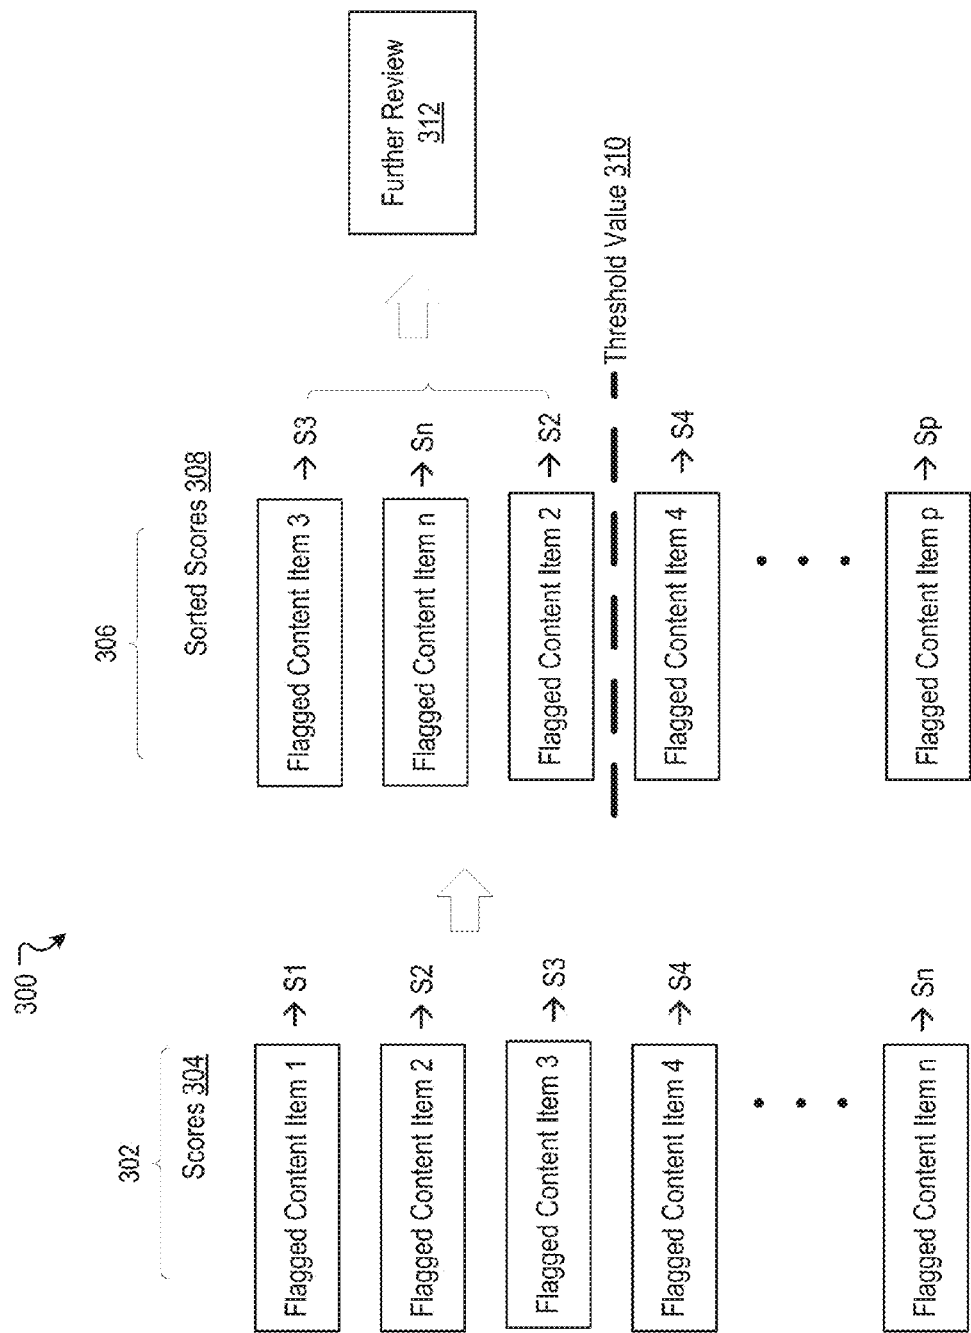 300
302
Scores 304
Flagged Content Item 1 → S1
Flagged Content Item 2 → S2
Flagged Content Item 3 → S3
Flagged Content Item 4 → S4
Flagged Content Item n → Sn
306
Sorted Scores 308
Flagged Content Item 3 → S3
Flagged Content Item n → Sn
Flagged Content Item 2 → S2
Threshold Value 310
Flagged Content Item 4 → S4
Flagged Content Item p → Sp
Further Review
312